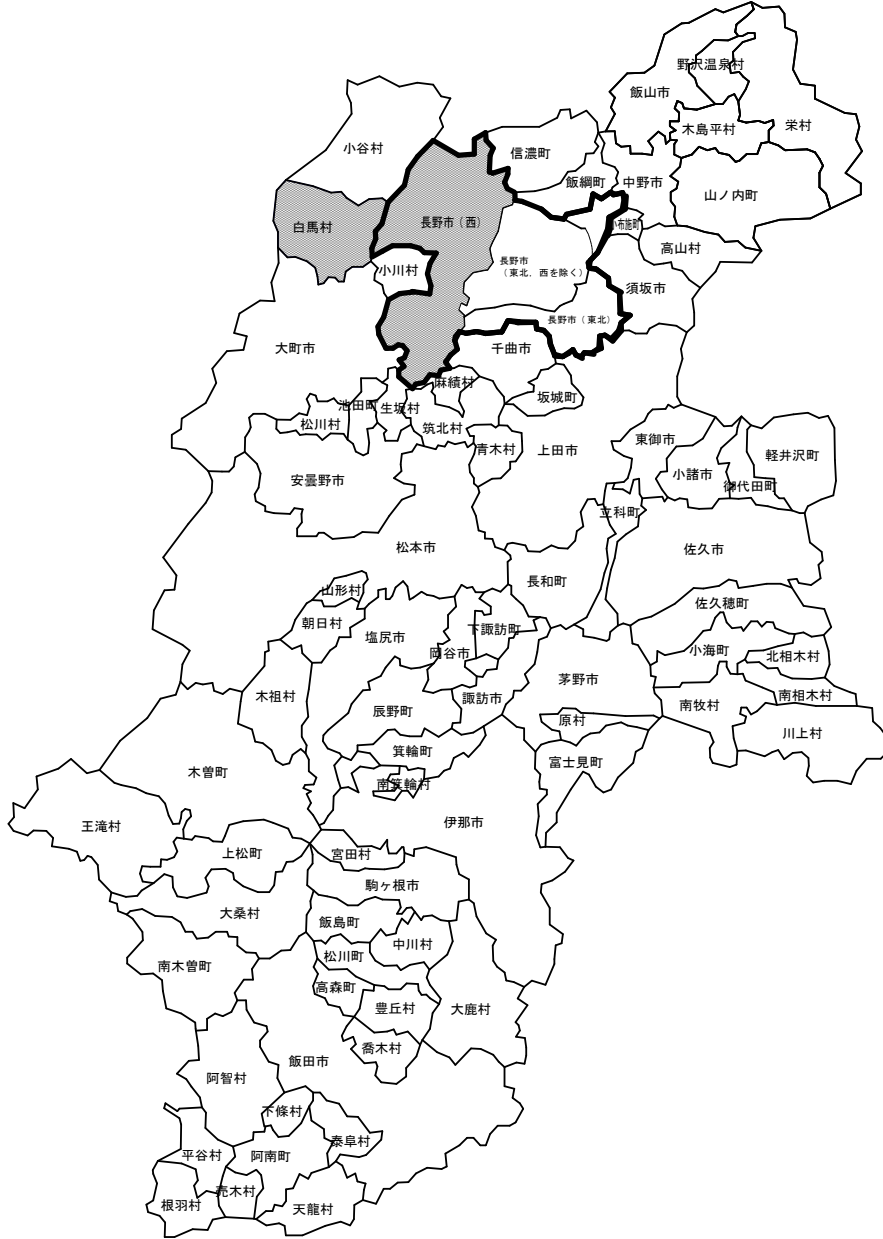 野沢温泉村
飯山市
栄村
木島平村
小谷村
信濃町
飯綱町
中野市
山ノ内町
白馬村
長野市（西）
小布施町
高山村
小川村
長野市
（東北、西を除く）
須坂市
長野市（東北）
大町市
千曲市
麻績村
坂城町
池田町
生坂村
松川村
筑北村
青木村
上田市
東御市
小諸市
御代田町
軽井沢町
安曇野市
立科町
松本市
佐久市
長和町
山形村
朝日村
塩尻市
岡谷市
下諏訪町
佐久穂町
小海町
北相木村
木祖村
辰野町
諏訪市
茅野市
原村
南牧村
南相木村
川上村
木曽町
箕輪町
南箕輪村
富士見町
王滝村
上松町
宮田村
伊那市
駒ヶ根市
大桑村
飯島町
中川村
松川町
南木曽町
高森町
豊丘村
大鹿村
喬木村
飯田市
阿智村
下條村
泰阜村
平谷村
阿南町
売木村
根羽村
天龍村